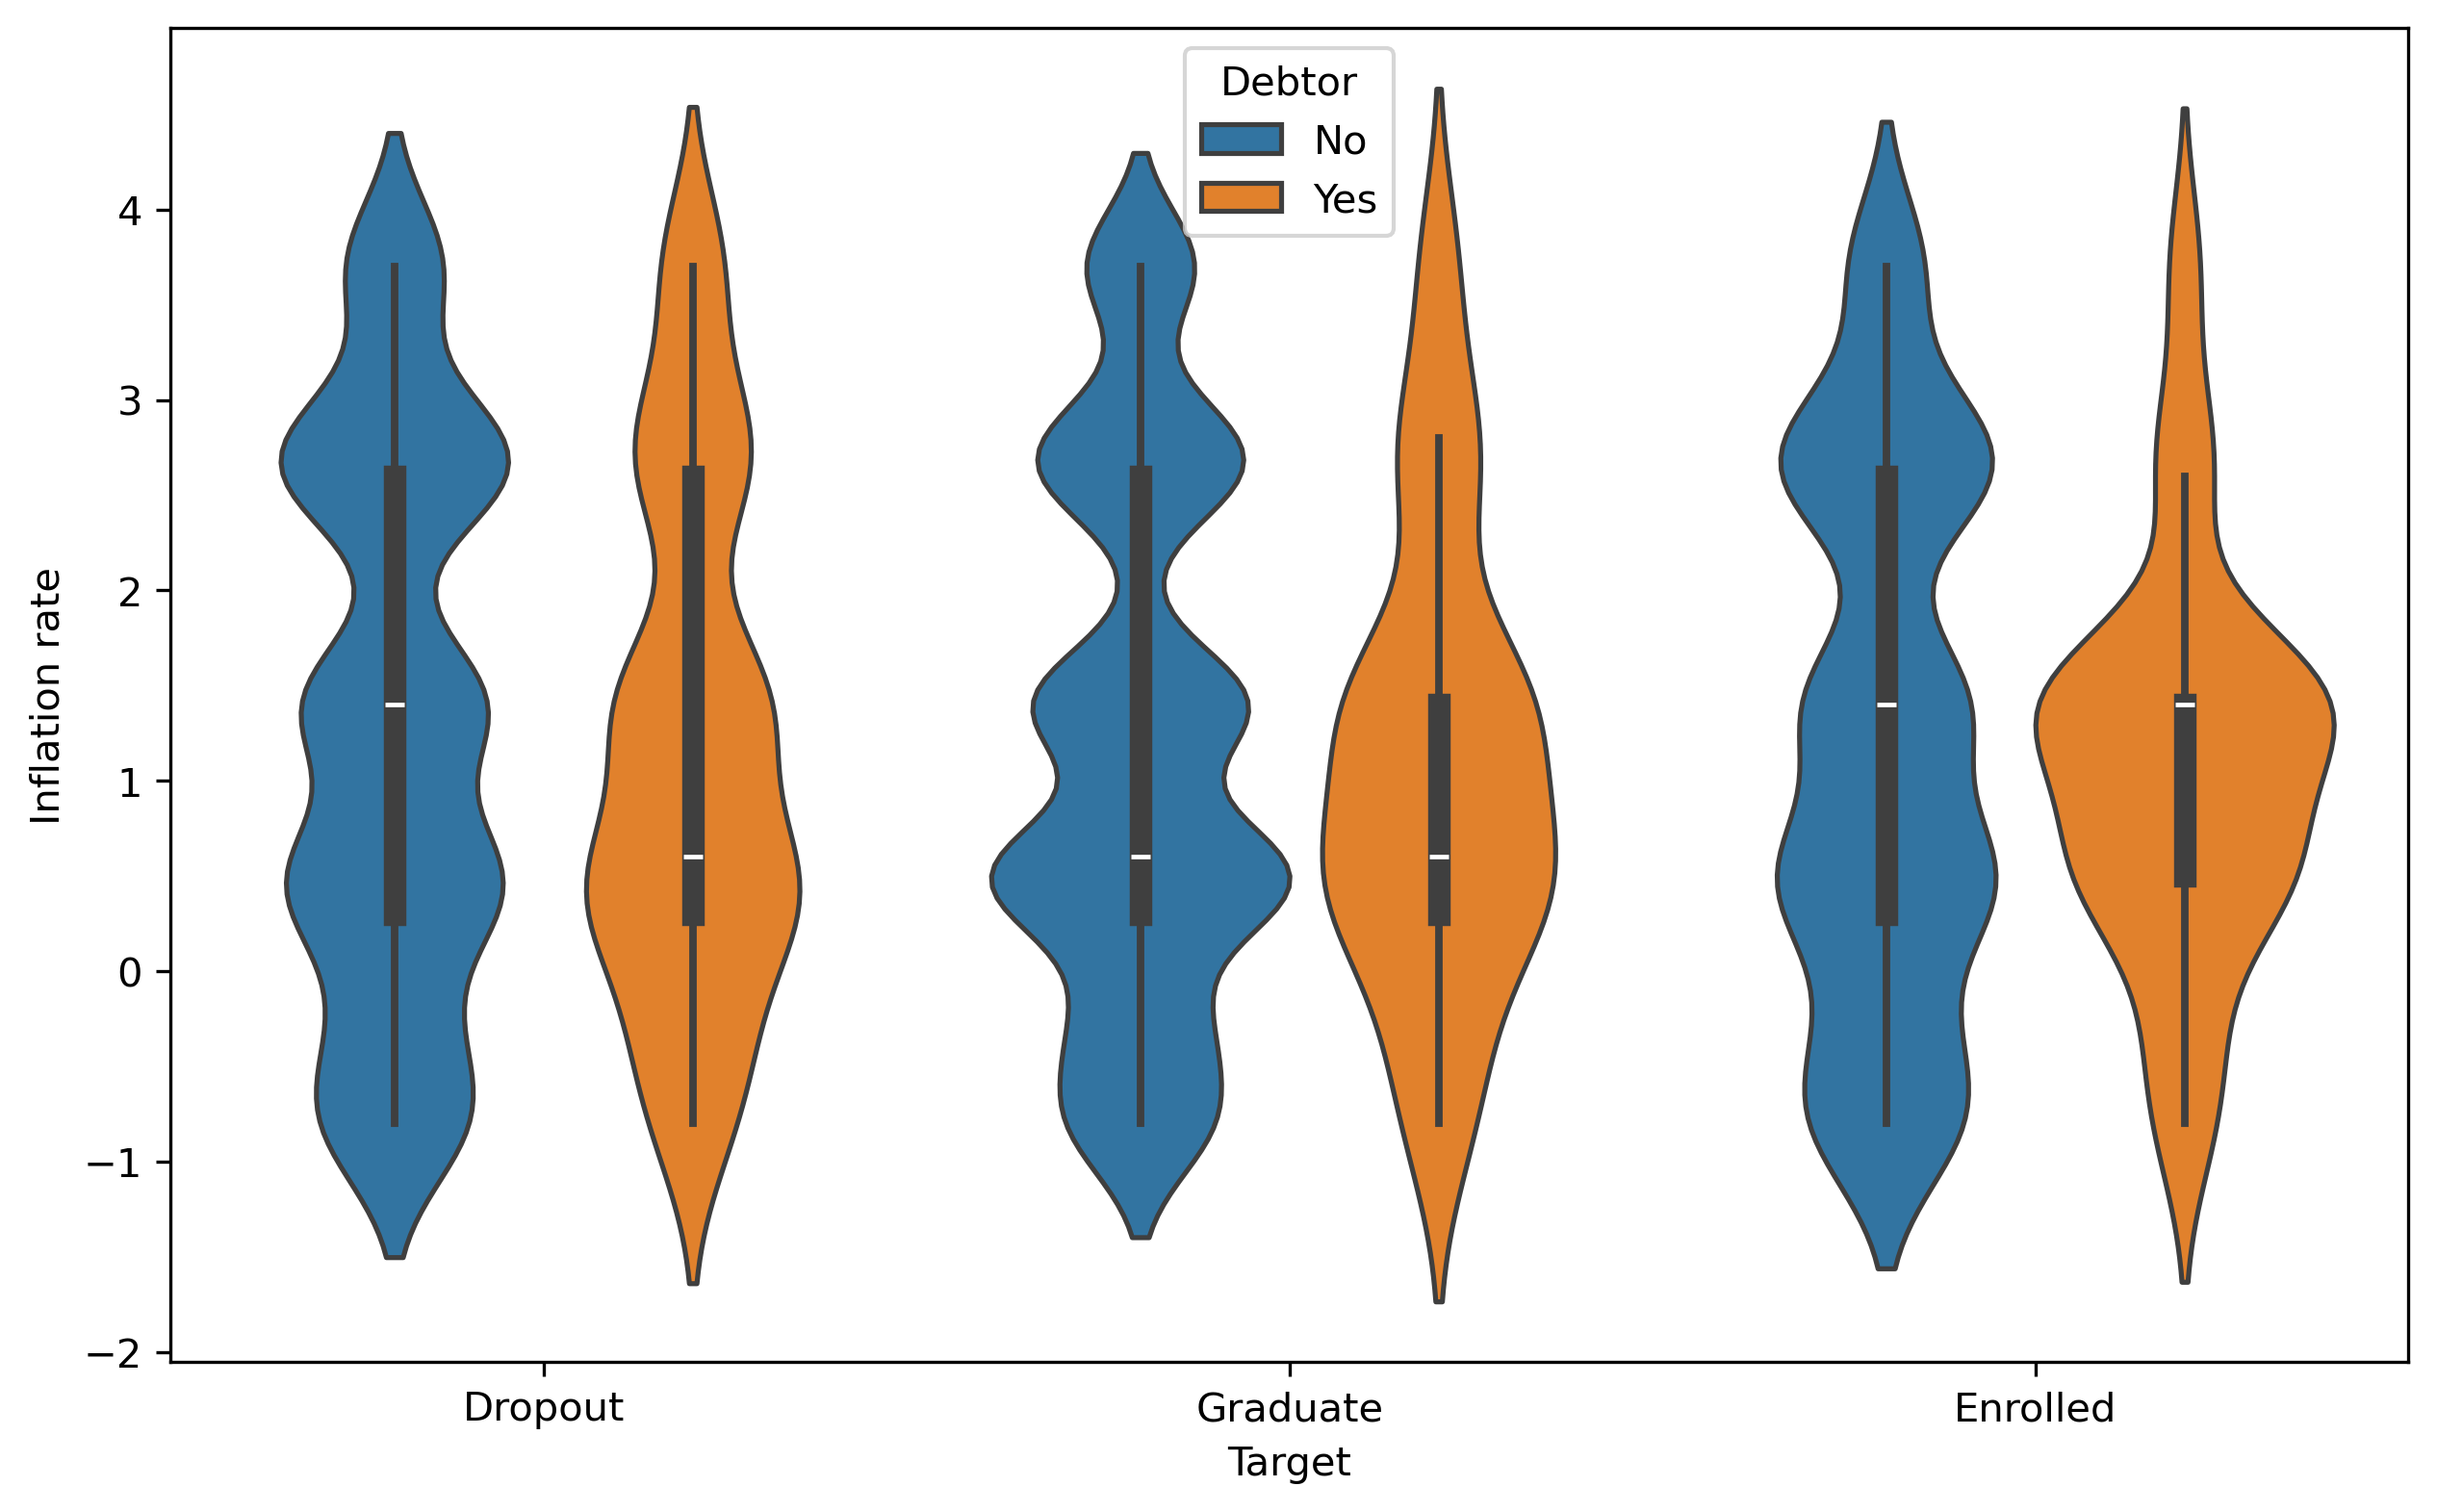 Debtor
No
Yes
4
3
2
1
0
−1
−2
Inflation rate
Dropout
Graduate
Enrolled
Target